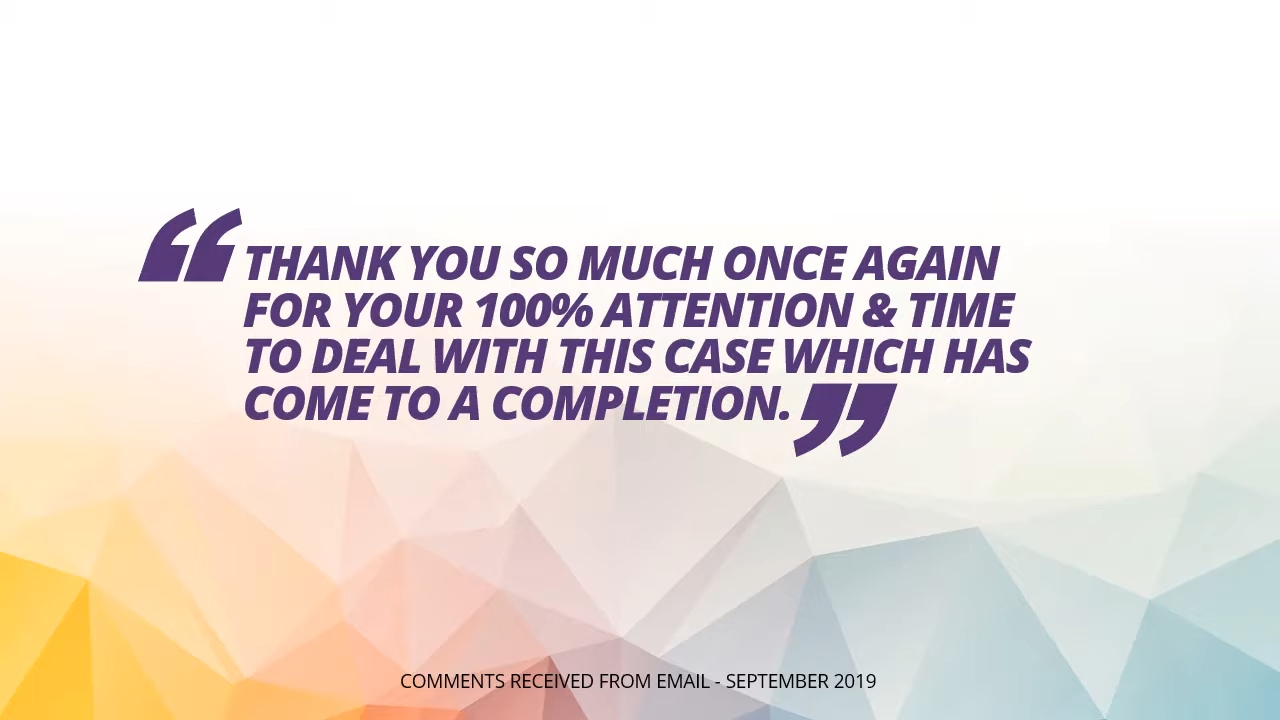 “THANK YOU SO MUCH ONCE AGAIN
FOR YOUR 100% ATTENTION & TIME
TO DEAL WITH THIS CASE WHICH HAS
COME TO A COMPLETION.”
COMMENTS RECEIVED FROM EMAIL - SEPTEMBER 2019